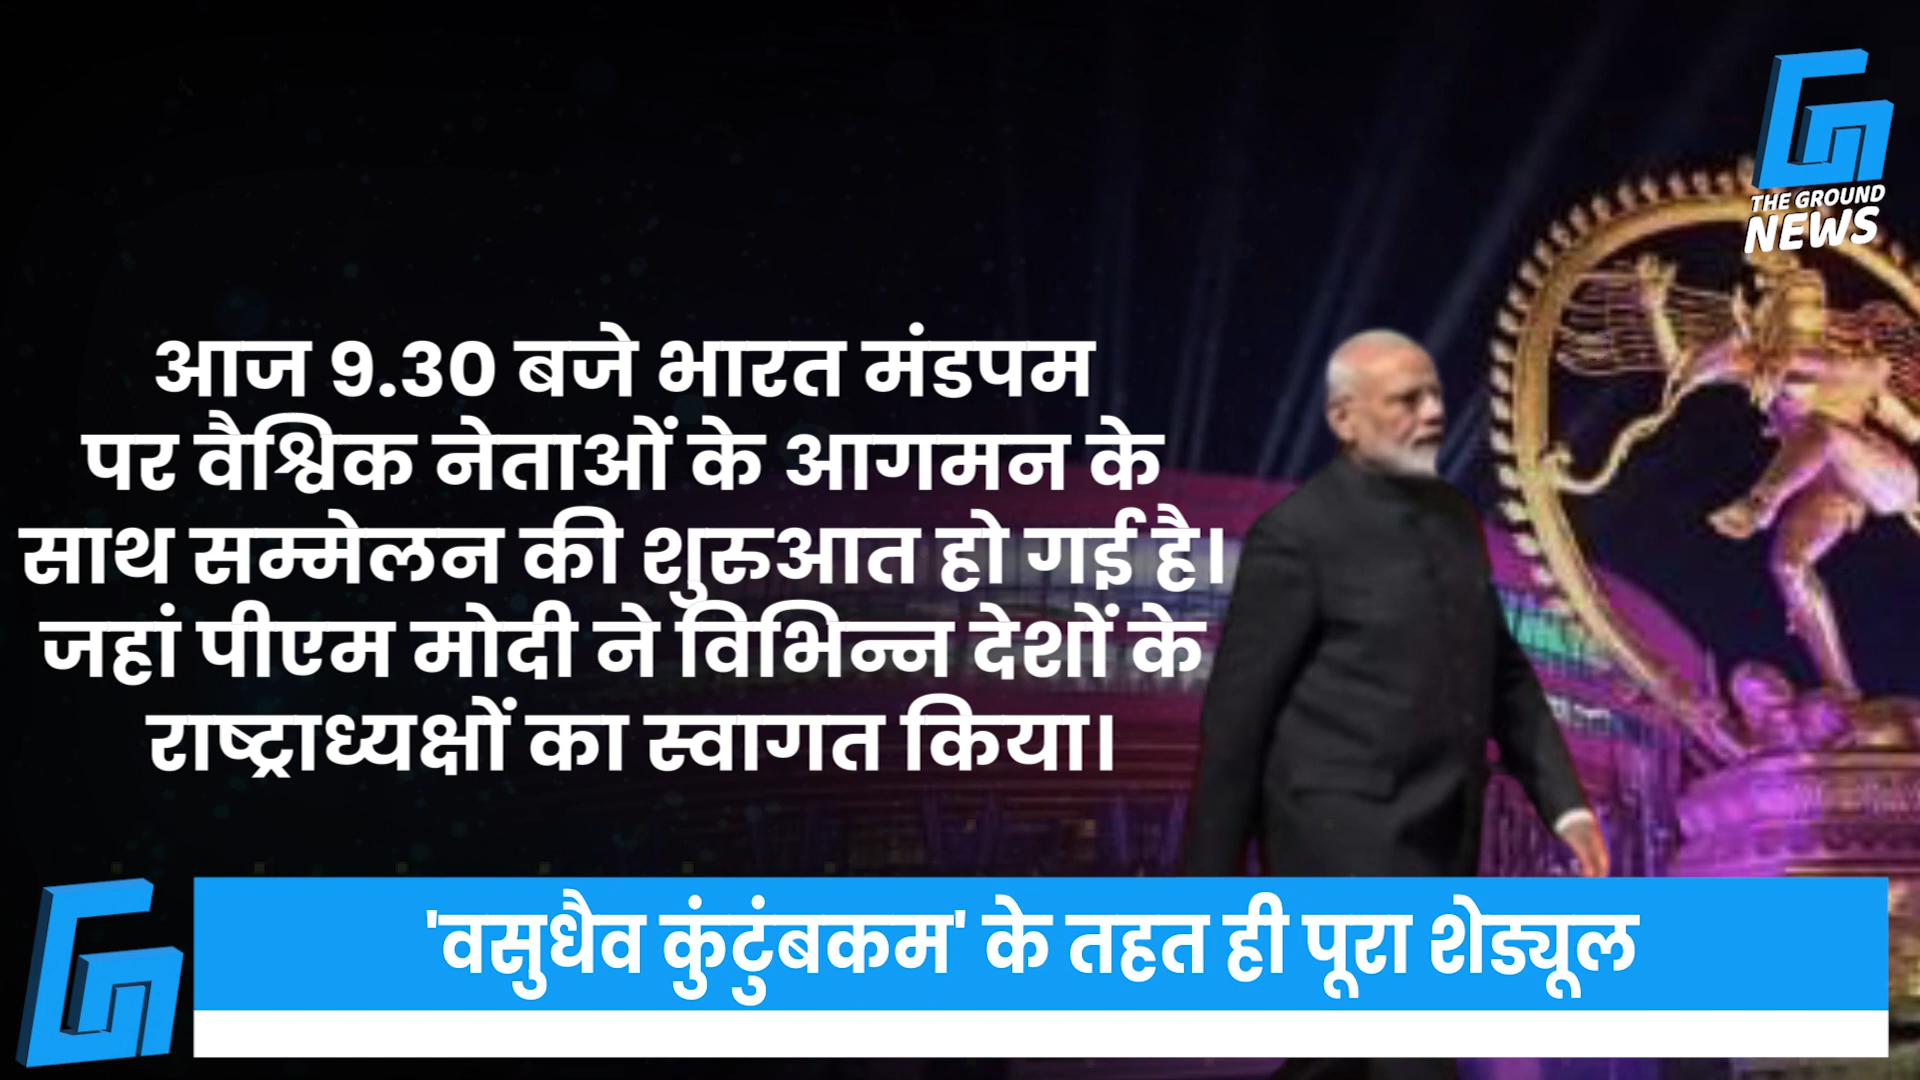 THE GROUND
NEWS
आज 9.30 बजे भारत मंडपम
पर वैश्विक नेताओं के आगमन के
साथ सम्मेलन की शुरुआत हो गई है।
जहां पीएम मोदी ने विभिन्न देशों के
राष्ट्राध्यक्षों का स्वागत किया।
'वसुधैव कुंटुंबकम' के तहत ही पूरा शेड्यूल